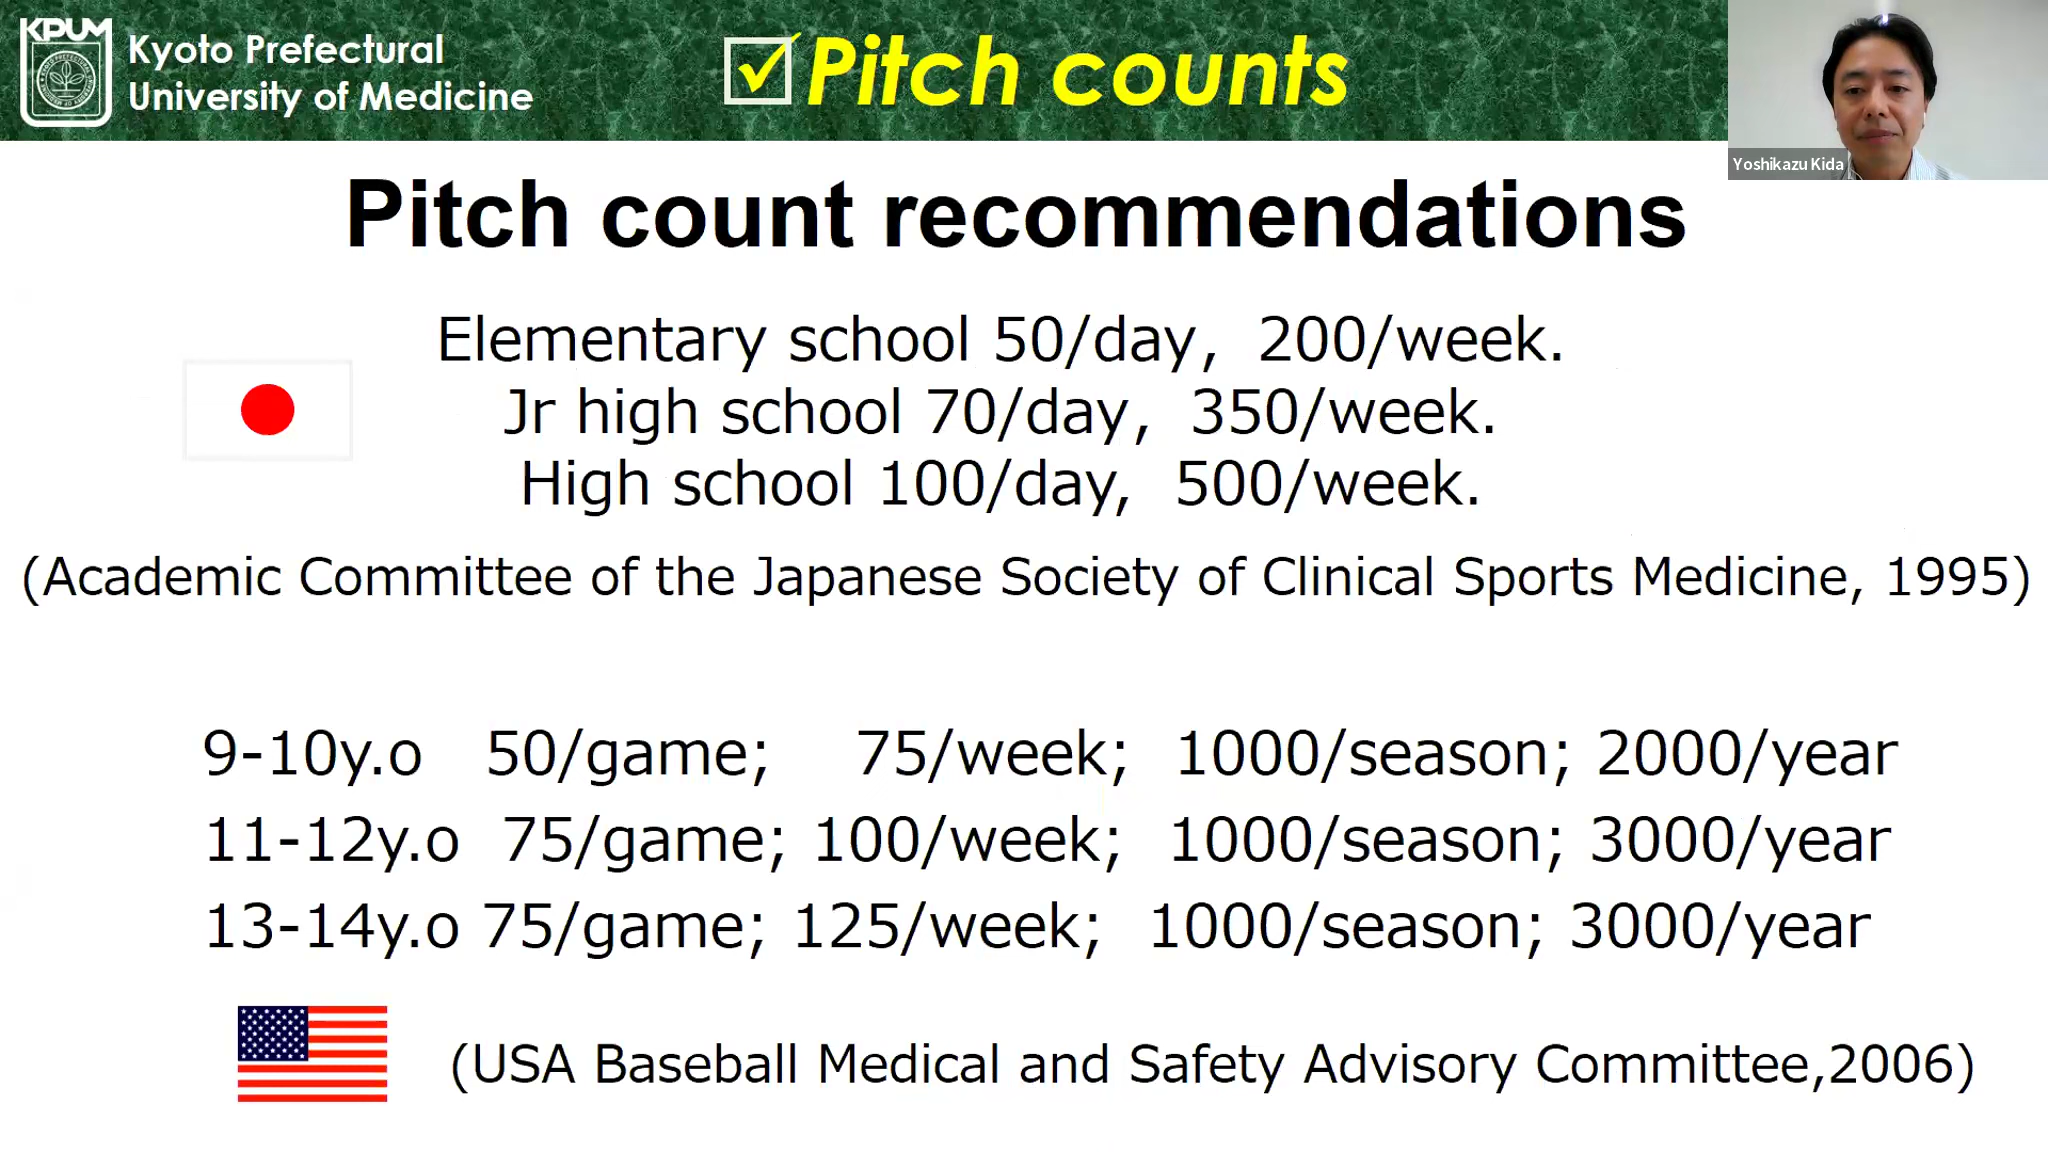 KPUM
Kyoto Prefectural
University of Medicine
Pitch counts
Yoshikazu Kida
Pitch count recommendations
Elementary school 50/day, 200/week.
Jr high school 70/day, 350/week.
High school 100/day, 500/week.
(Academic Committee of the Japanese Society of Clinical Sports Medicine, 1995)
9-10y.o 50/game; 75/week; 1000/season; 2000/year
11-12y.o 75/game; 100/week; 1000/season; 3000/year
13-14y.o 75/game; 125/week; 1000/season; 3000/year
(USA Baseball Medical and Safety Advisory Committee,2006)